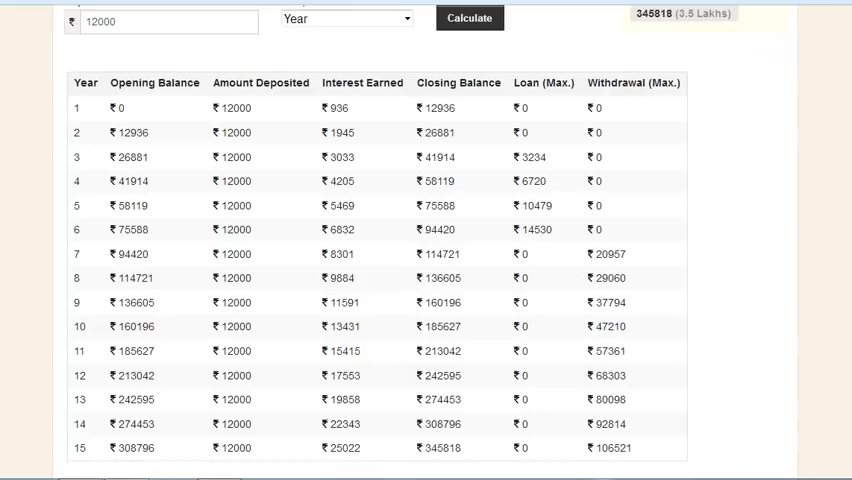 ₹ 12000 Year Calculate 345818 (3.5 Lakhs)
Year Opening Balance Amount Deposited Interest Earned Closing Balance Loan (Max.) Withdrawal (Max.)
1 ₹ 0 ₹ 12000 ₹ 936 ₹ 12936 ₹ 0 ₹ 0
2 ₹ 12936 ₹ 12000 ₹ 1945 ₹ 26881 ₹ 0 ₹ 0
3 ₹ 26881 ₹ 12000 ₹ 3033 ₹ 41914 ₹ 3234 ₹ 0
4 ₹ 41914 ₹ 12000 ₹ 4205 ₹ 58119 ₹ 6720 ₹ 0
5 ₹ 58119 ₹ 12000 ₹ 5469 ₹ 75588 ₹ 10479 ₹ 0
6 ₹ 75588 ₹ 12000 ₹ 6832 ₹ 94420 ₹ 14530 ₹ 0
7 ₹ 94420 ₹ 12000 ₹ 8301 ₹ 114721 ₹ 0 ₹ 20957
8 ₹ 114721 ₹ 12000 ₹ 9884 ₹ 136605 ₹ 0 ₹ 29060
9 ₹ 136605 ₹ 12000 ₹ 11591 ₹ 160196 ₹ 0 ₹ 37794
10 ₹ 160196 ₹ 12000 ₹ 13431 ₹ 185627 ₹ 0 ₹ 47210
11 ₹ 185627 ₹ 12000 ₹ 15415 ₹ 213042 ₹ 0 ₹ 57361
12 ₹ 213042 ₹ 12000 ₹ 17553 ₹ 242595 ₹ 0 ₹ 68303
13 ₹ 242595 ₹ 12000 ₹ 19858 ₹ 274453 ₹ 0 ₹ 80098
14 ₹ 274453 ₹ 12000 ₹ 22343 ₹ 308796 ₹ 0 ₹ 92814
15 ₹ 308796 ₹ 12000 ₹ 25022 ₹ 345818 ₹ 0 ₹ 106521